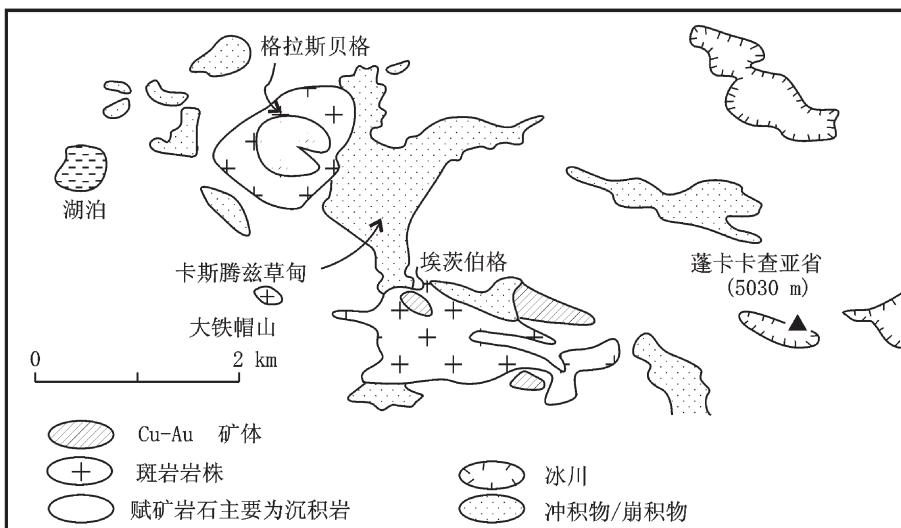 格拉斯贝格
湖泊
卡斯腾兹草甸
埃茨伯格
蓬卡卡查亚省
(5030 m)
大铁帽山
0 2 km
Cu-Au 矿体
斑岩岩株
冰川
赋矿岩石主要为沉积岩
冲积物/崩积物